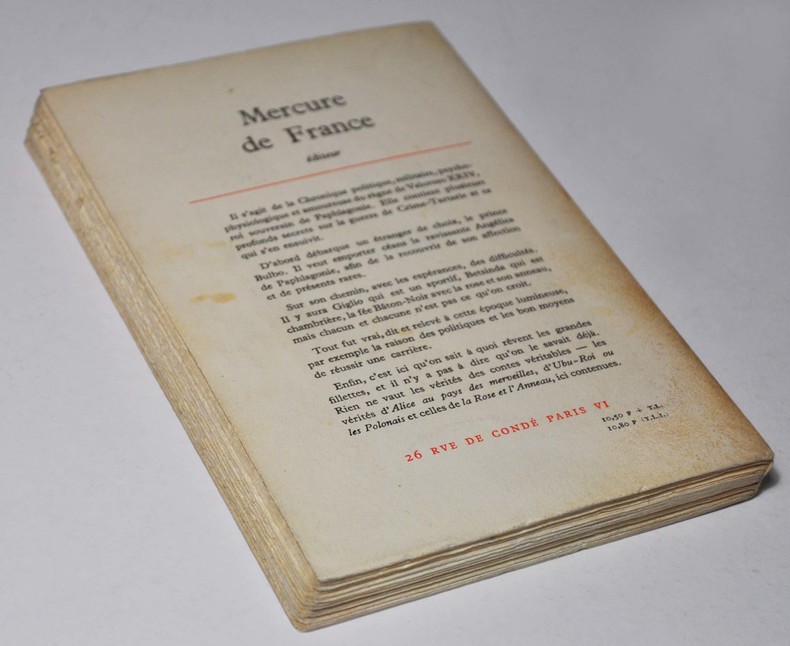 Mercure
de France
éditeur
Il s'agit de la Chronique politique, militaire, psycho-
physiologique et amoureuse du règne de Valoroso XXIV,
roi souverain de Paphlagonie. Elle contient plusieurs
profonds secrets sur la guerre de Crime-Tartarie et ce
qui s'en ensuivit.
D'abord débarque un étranger de choix, le prince
Bulbo. Il veut emporter céans la ravissante Angélica
de Paphlagonie, afin de la recouvrir de son affection
et de présents rares.
Sur son chemin, avec les espérances, des difficultés.
Il y aura Giglio qui est un sportif, Betsinda qui est
chambrière, la fée Bâton-Noir avec la rose et son anneau,
mais chacun et chacune n'est pas ce qu'on croit.
Tout fut vrai, dit et relevé à cette époque lumineuse,
par exemple la raison des politiques et les bon moyens
de réussir une carrière.
Enfin, c'est ici qu'on sait à quoi rêvent les grandes
fillettes, et il n'y a pas à dire qu'on le savait déjà.
Rien ne vaut les vérités des contes véritables — les
vérités d'Alice au pays des merveilles, d'Ubu-Roi ou
les Polonais et celles de la Rose et l'Anneau, ici contenues.
26 RVE DE CONDÉ PARIS VI
10,50 F + T.L.
10,80 F (T.L.I.)